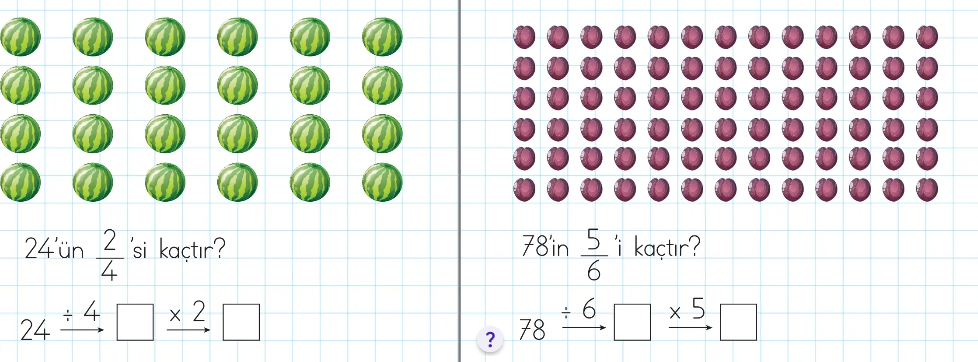 24'ün 2/4 'si kaçtır?
24 ÷ 4 → □ x 2 → □
78'in 5/6 'i kaçtır?
? 78 ÷ 6 → □ x 5 → □